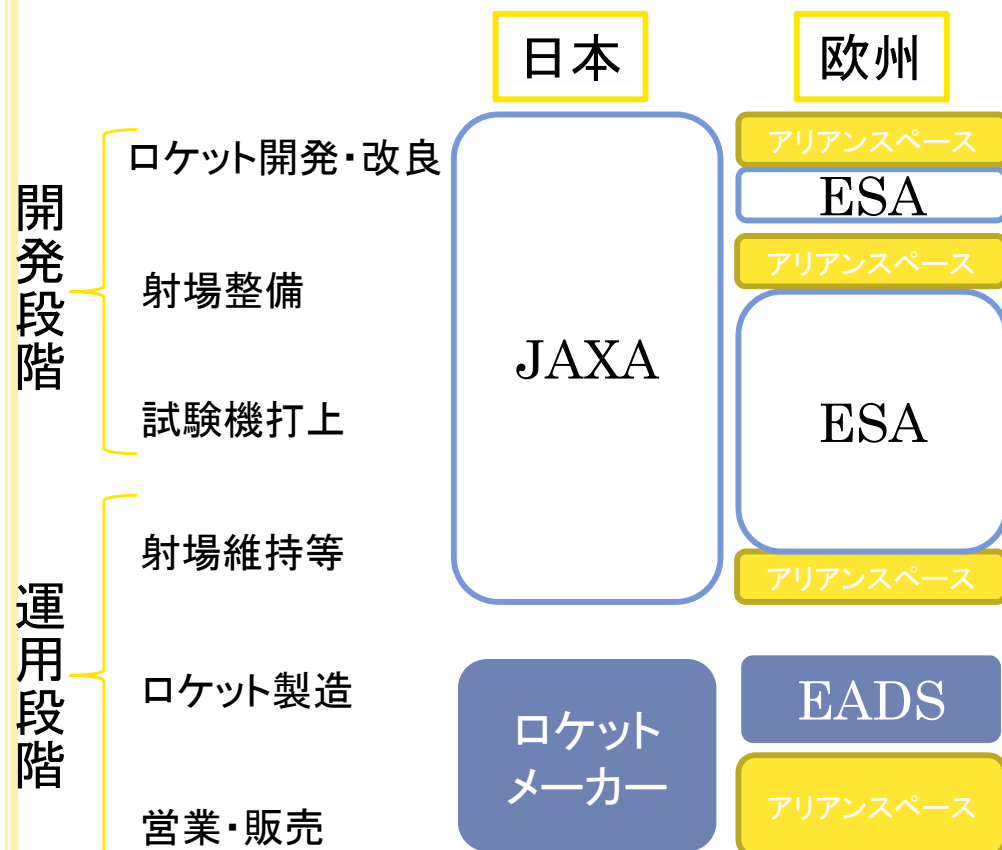 日本
欧州
開発段階
ロケット開発・改良
射場整備
試験機打上
JAXA
アリアンスペース
ESA
アリアンスペース
ESA
アリアンスペース
運用段階
射場維持等
ロケット製造
営業・販売
ロケット
メーカー
EADS
アリアンスペース